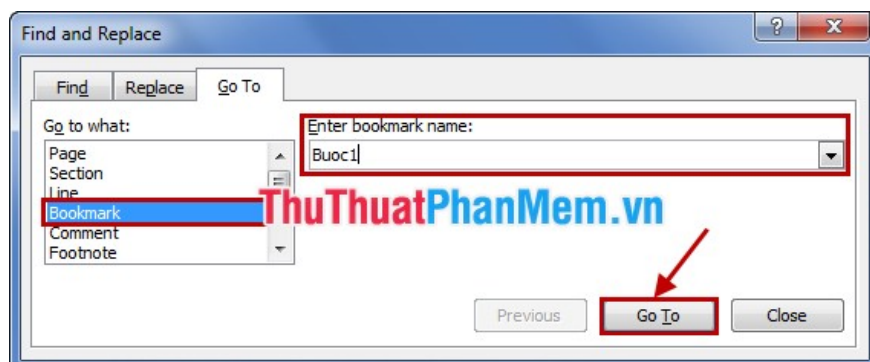 Find and Replace
Find
Replace
Go To
Go to what:
Page
Section
Line
Bookmark
Comment
Footnote
Enter bookmark name:
Buoc1
ThuThuatPhanMem.vn
Previous
Go To
Close